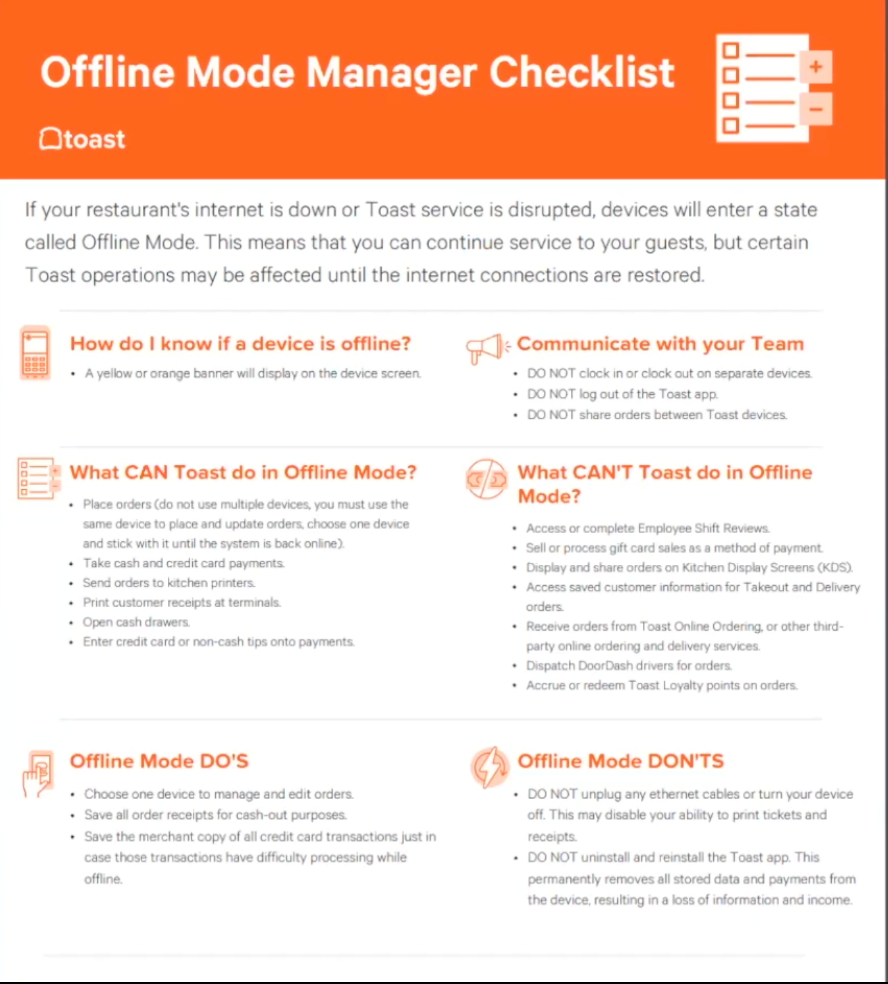 Offline Mode Manager Checklist
toast
If your restaurant's internet is down or Toast service is disrupted, devices will enter a state
called Offline Mode. This means that you can continue service to your guests, but certain
Toast operations may be affected until the internet connections are restored.
How do I know if a device is offline?
• A yellow or orange banner will display on the device screen.
Communicate with your Team
• DO NOT clock in or clock out on separate devices.
• DO NOT log out of the Toast app.
• DO NOT share orders between Toast devices.
What CAN Toast do in Offline Mode?
• Place orders (do not use multiple devices, you must use the
same device to place and update orders, choose one device
and stick with it until the system is back online).
• Take cash and credit card payments.
• Send orders to kitchen printers.
• Print customer receipts at terminals.
• Open cash drawers.
• Enter credit card or non-cash tips onto payments.
What CAN'T Toast do in Offline
Mode?
• Access or complete Employee Shift Reviews.
• Sell or process gift card sales as a method of payment.
• Display and share orders on Kitchen Display Screens (KDS).
• Access saved customer information for Takeout and Delivery
orders.
• Receive orders from Toast Online Ordering, or other third-
party online ordering and delivery services.
• Dispatch DoorDash drivers for orders.
• Accrue or redeem Toast Loyalty points on orders.
Offline Mode DO'S
• Choose one device to manage and edit orders.
• Save all order receipts for cash-out purposes.
• Save the merchant copy of all credit card transactions just in
case those transactions have difficulty processing while
offline.
Offline Mode DON'TS
• DO NOT unplug any ethernet cables or turn your device
off. This may disable your ability to print tickets and
receipts.
• DO NOT uninstall and reinstall the Toast app. This
permanently removes all stored data and payments from
the device, resulting in a loss of information and income.